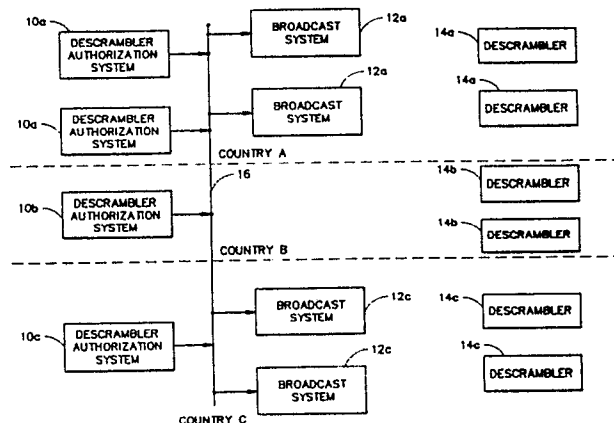 10a
DESCRAMBLER
AUTHORIZATION
SYSTEM
BROADCAST
SYSTEM
12a
14a
DESCRAMBLER
10a
DESCRAMBLER
AUTHORIZATION
SYSTEM
BROADCAST
SYSTEM
12a
14a
DESCRAMBLER
COUNTRY A
16
10b
DESCRAMBLER
AUTHORIZATION
SYSTEM
14b
DESCRAMBLER
14b
DESCRAMBLER
COUNTRY B
10c
DESCRAMBLER
AUTHORIZATION
SYSTEM
BROADCAST
SYSTEM
12c
14c
DESCRAMBLER
BROADCAST
SYSTEM
12c
14c
DESCRAMBLER
COUNTRY C